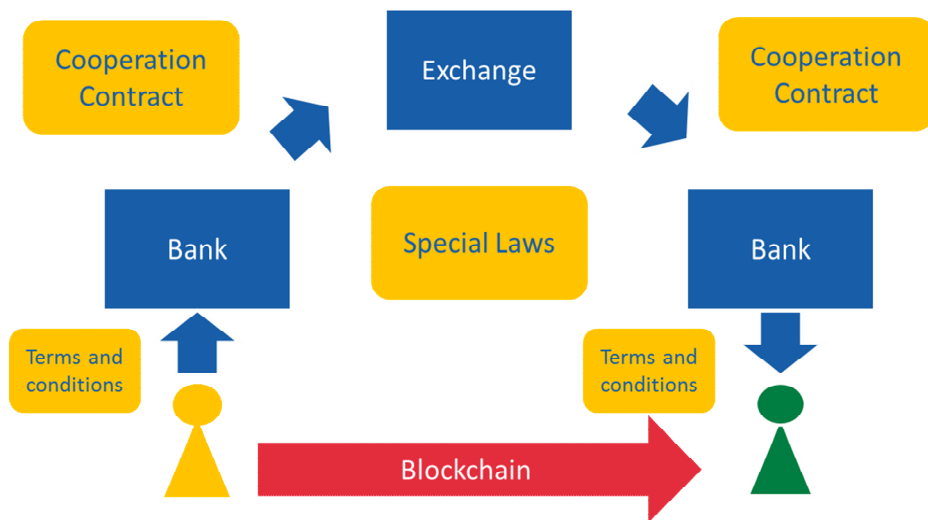 Cooperation
Contract
Exchange
Cooperation
Contract
Bank
Special Laws
Bank
Terms and
conditions
Terms and
conditions
Blockchain